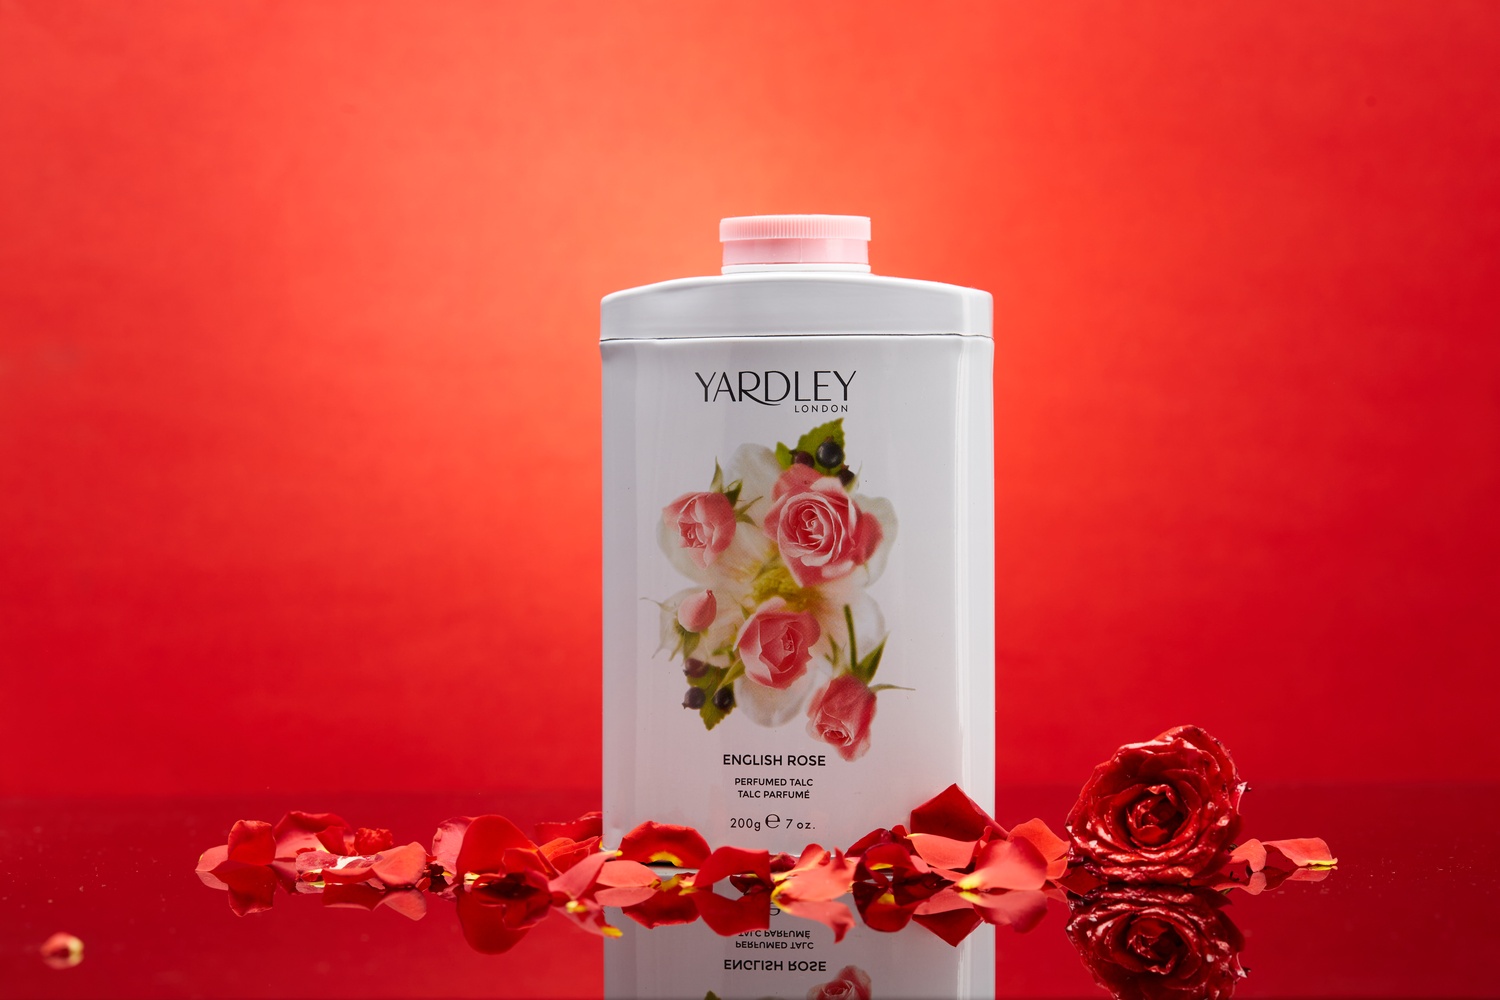 YARDLEY
LONDON
ENGLISH ROSE
PERFUMED TALC
TALC PARFUMÉ
200g ℮ 7 oz.